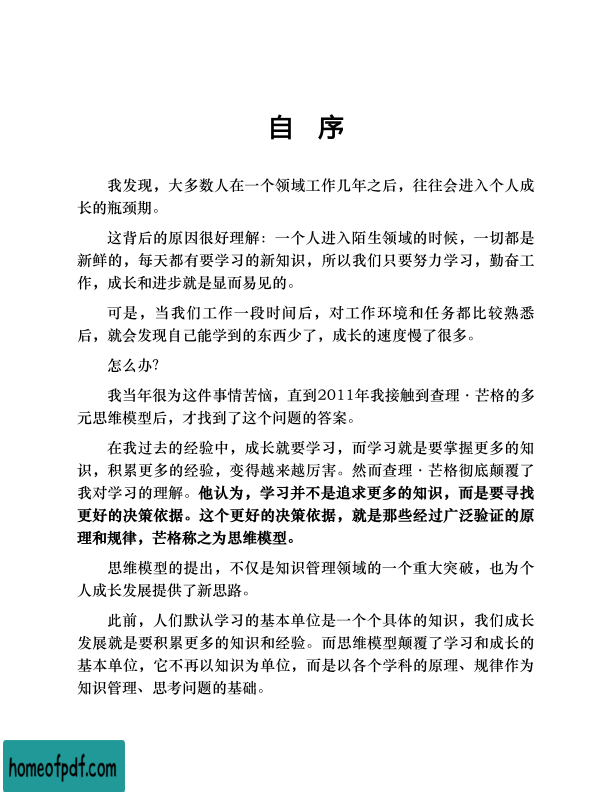 自 序
我发现，大多数人在一个领域工作几年之后，往往会进入个人成
长的瓶颈期。
这背后的原因很好理解：一个人进入陌生领域的时候，一切都是
新鲜的，每天都有要学习的新知识，所以我们只要努力学习，勤奋工
作，成长和进步就是显而易见的。
可是，当我们工作一段时间后，对工作环境和任务都比较熟悉
后，就会发现自己能学到的东西少了，成长的速度慢了很多。
怎么办？
我当年很为这件事情苦恼，直到2011年我接触到查理·芒格的多
元思维模型后，才找到了这个问题的答案。
在我过去的经验中，成长就要学习，而学习就是要掌握更多的知
识，积累更多的经验，变得越来越厉害。然而查理·芒格彻底颠覆了
我对学习的理解。他认为，学习并不是追求更多的知识，而是要寻找
更好的决策依据。这个更好的决策依据，就是那些经过广泛验证的原
理和规律，芒格称之为思维模型。
思维模型的提出，不仅是知识管理领域的一个重大突破，也为个
人成长发展提供了新思路。
此前，人们默认学习的基本单位是一个个具体的知识，我们成长
发展就是要积累更多的知识和经验。而思维模型颠覆了学习和成长的
基本单位，它不再以知识为单位，而是以各个学科的原理、规律作为
知识管理、思考问题的基础。
homeofpdf.com